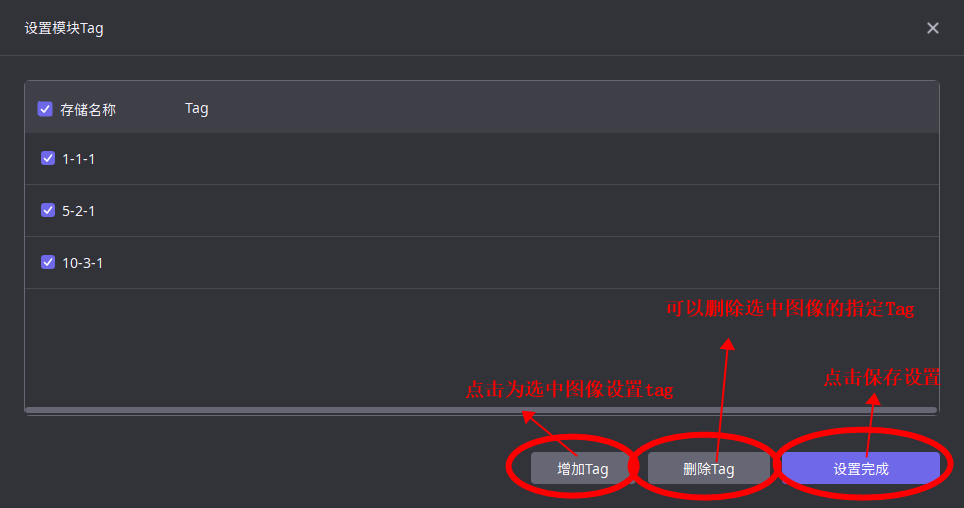 设置模块Tag
存储名称 Tag
1-1-1
5-2-1
10-3-1
可以删除选中图像的指定Tag
点击为选中图像设置tag
点击保存设置
增加Tag 删除Tag 设置完成